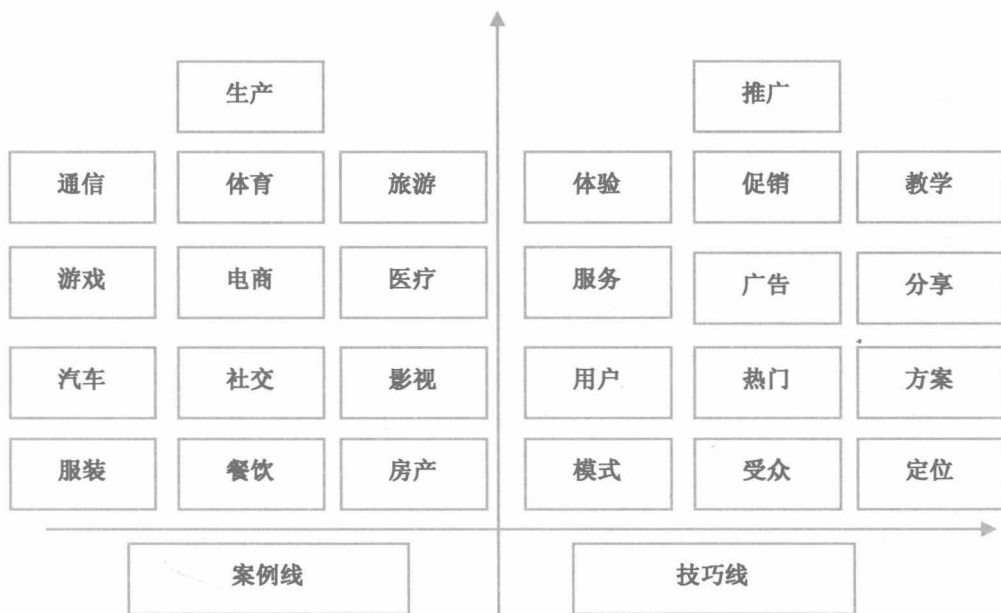 生产 推广
通信 体育 旅游 体验 促销 教学
游戏 电商 医疗 服务 广告 分享
汽车 社交 影视 用户 热门 方案
服装 餐饮 房产 模式 受众 定位
案例线 技巧线